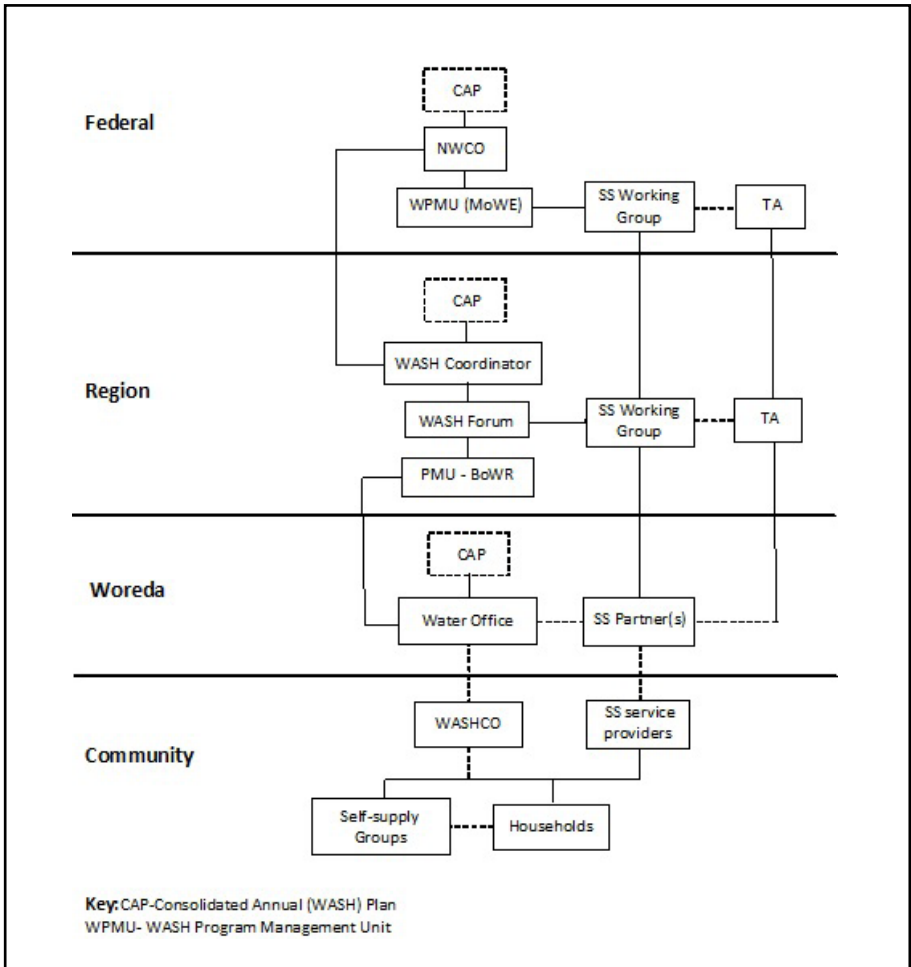 CAP
Federal
NWCO
WPMU (MoWE)
SS Working
Group
TA
CAP
WASH Coordinator
Region
WASH Forum
SS Working
Group
TA
PMU - BoWR
CAP
Woreda
Water Office
SS Partner(s)
WASHCO
SS service
providers
Community
Self-supply
Groups
Households
Key:CAP-Consolidated Annual (WASH) Plan
WPMU- WASH Program Management Unit